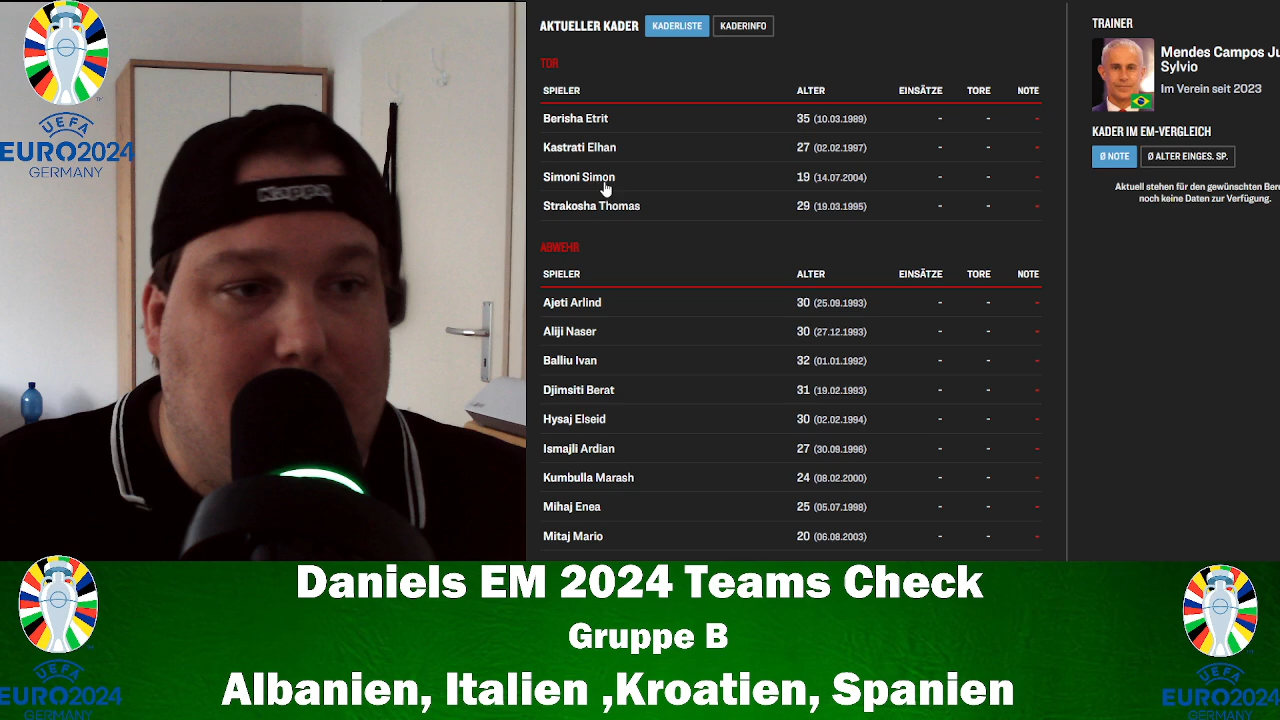 UEFA
EURO2024
GERMANY
Kappa
AKTUELLER KADER KADERLISTE KADERINFO
TOR
SPIELER ALTER EINSÄTZE TORE NOTE
Berisha Etrit 35 (10.03.1989) - - -
Kastrati Elhan 27 (02.02.1997) - - -
Simoni Simon 19 (14.07.2004) - - -
Strakosha Thomas 29 (19.03.1995) - - -
ABWEHR
SPIELER ALTER EINSÄTZE TORE NOTE
Ajeti Arlind 30 (25.09.1993) - - -
Aliji Naser 30 (27.12.1993) - - -
Balliu Ivan 32 (01.01.1992) - - -
Djimsiti Berat 31 (19.02.1993) - - -
Hysaj Elseid 30 (02.02.1994) - - -
Ismajli Ardian 27 (30.09.1996) - - -
Kumbulla Marash 24 (08.02.2000) - - -
Mihaj Enea 25 (05.07.1998) - - -
Mitaj Mario 20 (06.08.2003) - - -
TRAINER
Mendes Campos Ju
Sylvio
Im Verein seit 2023
KADER IM EM-VERGLEICH
Ø NOTE Ø ALTER EINGES. SP.
Aktuell stehen für den gewünschten Bere
noch keine Daten zur Verfügung.
Daniels EM 2024 Teams Check
Gruppe B
Albanien, Italien ,Kroatien, Spanien
UEFA
EURO2024
GERMANY
UEFA
EURO2024
GERMANY